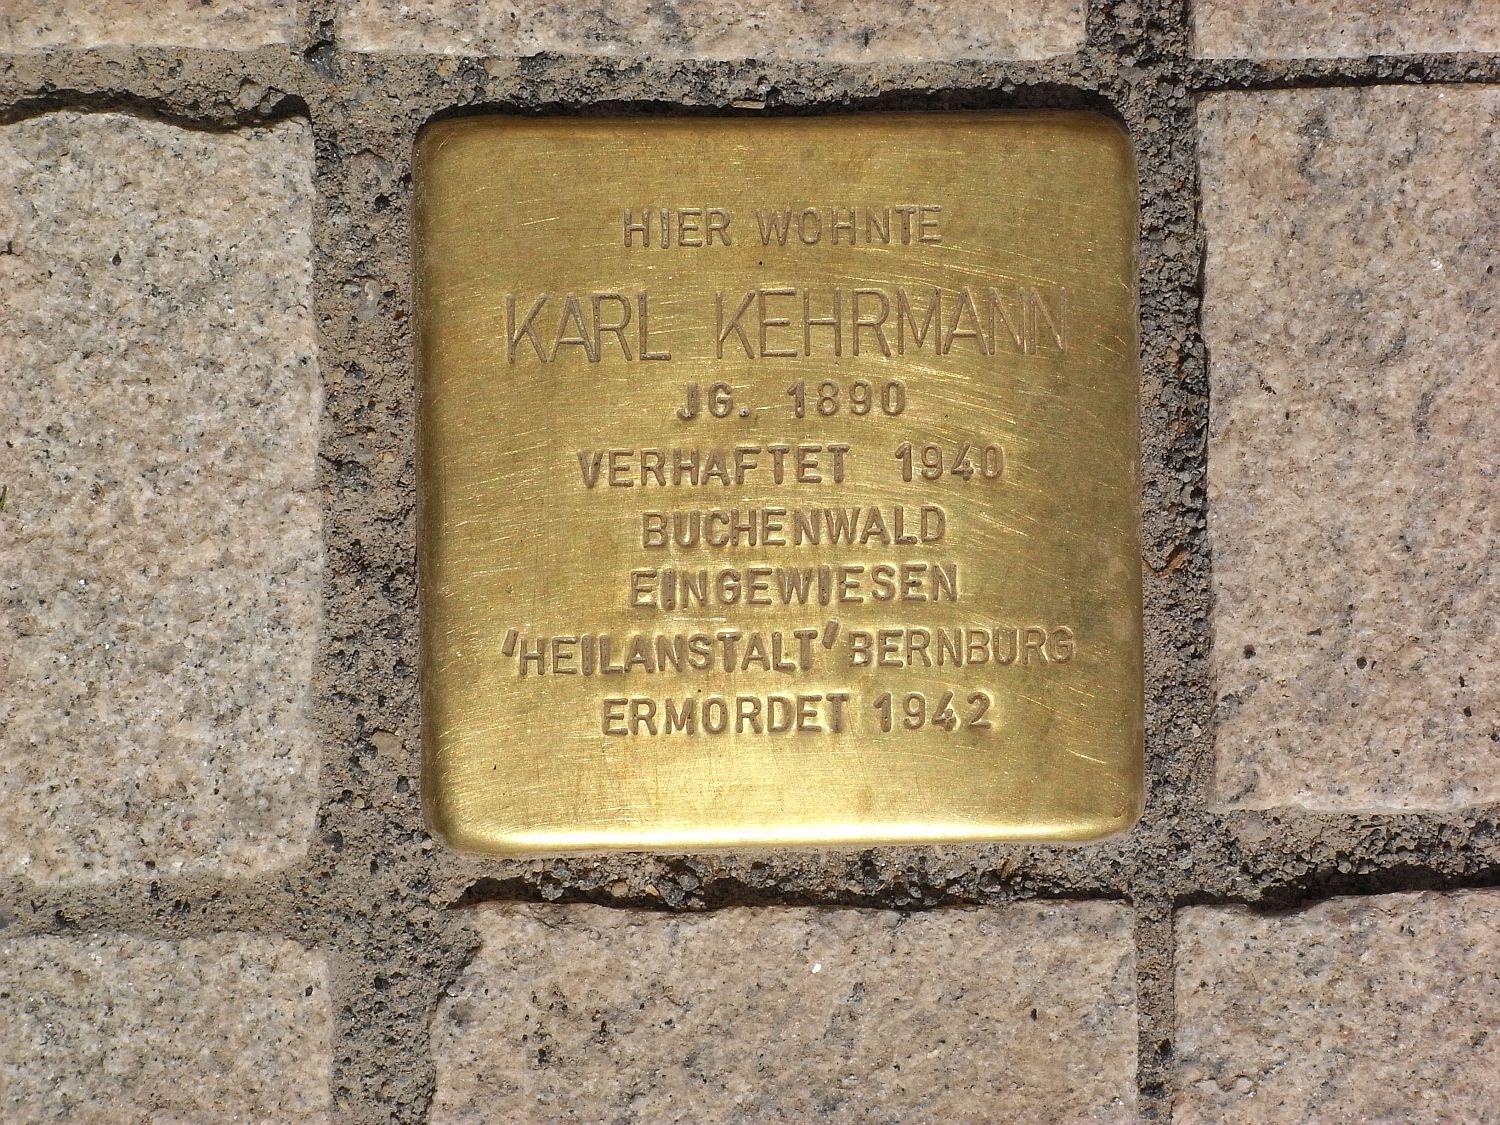 HIER WOHNTE
KARL KEHRMANN
JG. 1890
VERHAFTET 1940
BUCHENWALD
EINGEWIESEN
'HEILANSTALT' BERNBURG
ERMORDET 1942